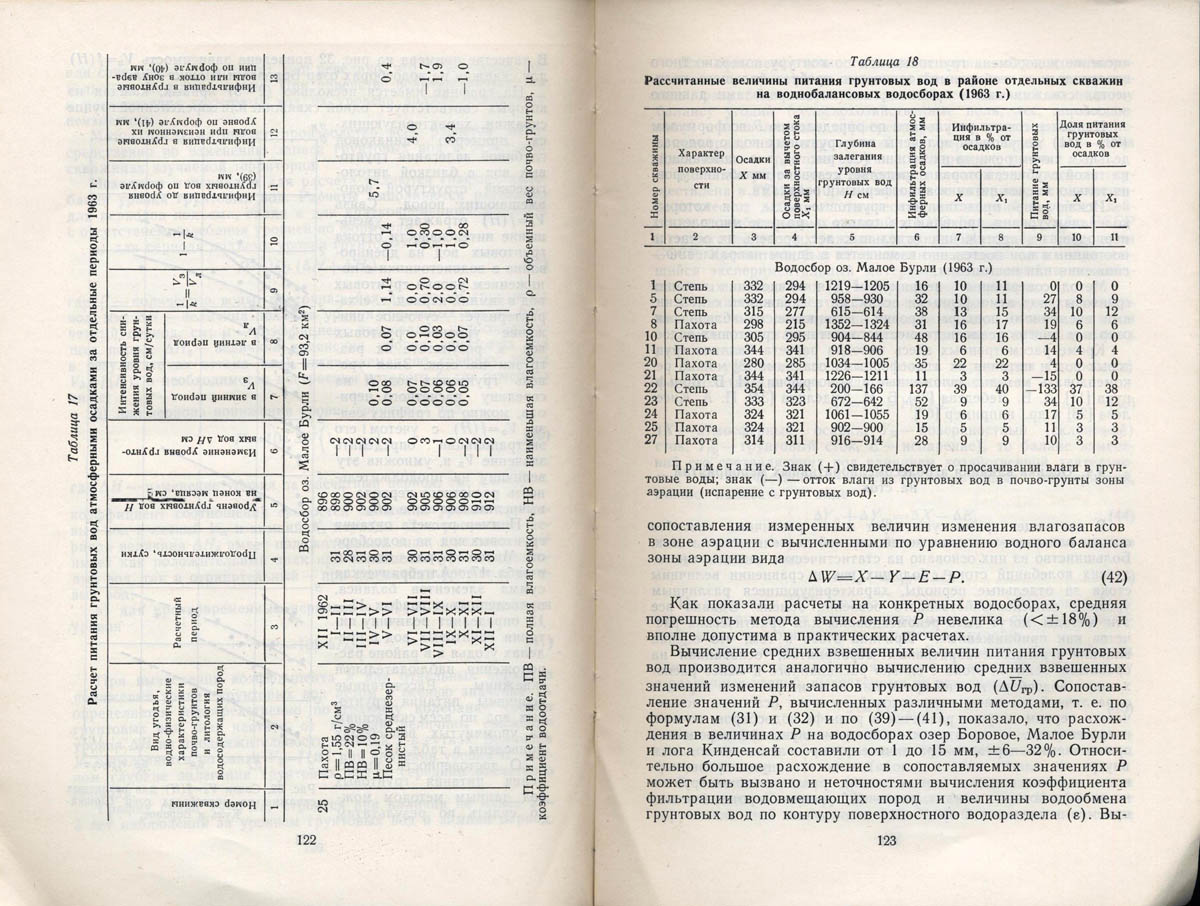 Таблица 17
Расчет питания грунтовых вод атмосферными осадками за отдельные периоды 1963 г.
Номер скважины
Вид угодья, водно-физические характеристики почво-грунтов и литология водосодержащих пород
Расчетный период
Продолжительность, сутки
Уровень грунтовых вод H на конец месяца, см
Изменение уровня грунтовых вод ΔH см
Интенсивность снижения уровня грунтовых вод, см/сутки
в зимний период Vз
в летний период Vл
1/k = Vз/Vл
1 — 1/k
Инфильтрация до уровня грунтовых вод по формуле (39), мм
Инфильтрация в грунтовые воды при неизменном их уровне по формуле (41), мм
Инфильтрация в грунтовые воды или отток в зону аэрации по формуле (40), мм
1 2 3 4 5 6 7 8 9 10 11 12 13
Водосбор оз. Малое Бурли (F=93,2 км²)
25 Пахота
ρ=1,55 г/см³
ПВ=22%
НВ=10%
μ=0,19
Песок среднезернистый
XII 1962 896
I—II 31 898 —2
II—III 28 900 —2
III—IV 31 902 —2
IV—V 30 900 2 0,10
V—VI 31 902 —2 0,08 0,07 1,14 —0,14 5,7 0,4
VI—VII 30 902 0 0,07 0,0 0,0 1,0 4,0
VII—VIII 31 905 —3 0,07 0,10 0,70 0,30 —1,7
VIII—IX 31 906 —1 0,06 0,03 2,0 —1,0 —1,9
IX—X 30 906 0 0,06 0,0 0,0 1,0 3,4
X—XI 31 908 —2 0,05 0,07 0,72 0,28 —1,0
XI—XII 30 910 —2
XII—I 31 912 —2
Примечание. ПВ — полная влагоемкость, НВ — наименьшая влагоемкость, ρ — объемный вес почво-грунтов, μ —
коэффициент водоотдачи.
122
Таблица 18
Рассчитанные величины питания грунтовых вод в районе отдельных скважин
на воднобалансовых водосборах (1963 г.)
Номер скважины
Характер поверхности
Осадки X мм
Осадки за вычетом поверхностного стока X₁ мм
Глубина залегания уровня грунтовых вод H см
Инфильтрация атмосферных осадков, мм
Инфильтрация в % от осадков
X X₁
Питание грунтовых вод, мм
Доля питания грунтовых вод в % от осадков
X X₁
1 2 3 4 5 6 7 8 9 10 11
Водосбор оз. Малое Бурли (1963 г.)
1 Степь 332 294 1219—1205 16 10 11 0 0 0
5 Степь 332 294 958—930 32 10 11 27 8 9
7 Степь 315 277 615—614 38 13 15 34 10 12
8 Пахота 298 215 1352—1324 31 16 17 19 6 6
10 Степь 305 295 904—844 48 16 16 —4 0 0
11 Пахота 344 341 918—906 19 6 6 14 4 4
20 Пахота 280 285 1034—1005 35 22 22 4 0 0
21 Пахота 344 341 1226—1211 11 3 3 —15 0 0
22 Степь 354 344 200—166 137 39 40 —133 37 38
23 Степь 333 323 672—642 52 9 9 34 10 12
24 Пахота 324 321 1061—1055 19 6 6 17 5 5
25 Пахота 324 321 902—900 15 5 5 11 3 3
27 Пахота 314 311 916—914 28 9 9 10 3 3
Примечание. Знак (+) свидетельствует о просачивании влаги в грун-
товые воды; знак (—) — отток влаги из грунтовых вод в почво-грунты зоны
аэрации (испарение с грунтовых вод).
сопоставления измеренных величин изменения влагозапасов
в зоне аэрации с вычисленными по уравнению водного баланса
зоны аэрации вида
ΔW=X—Y—E—P. (42)
Как показали расчеты на конкретных водосборах, средняя
погрешность метода вычисления P невелика (<±18%) и
вполне допустима в практических расчетах.
Вычисление средних взвешенных величин питания грунтовых
вод производится аналогично вычислению средних взвешенных
значений изменений запасов грунтовых вод (ΔU̅гр). Сопостав-
ление значений P, вычисленных различными методами, т. е. по
формулам (31) и (32) и по (39)—(41), показало, что расхож-
дения в величинах P на водосборах озер Боровое, Малое Бурли
и лога Кинденсай составили от 1 до 15 мм, ±6—32%. Относи-
тельно большое расхождение в сопоставляемых значениях P
может быть вызвано и неточностями вычисления коэффициента
фильтрации водовмещающих пород и величины водообмена
грунтовых вод по контуру поверхностного водораздела (ε). Вы-
123